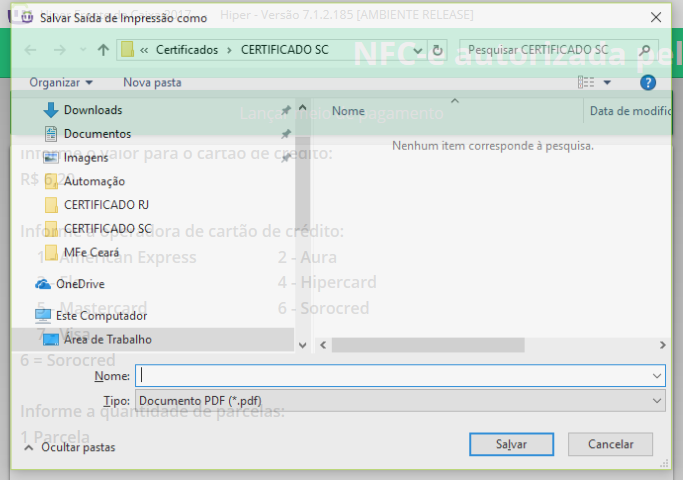 Hiper - Versão 7.1.2.185 [AMBIENTE RELEASE]
Salvar Saída de Impressão como
NFC-e autorizada pel
Certificados
CERTIFICADO SC
Pesquisar CERTIFICADO SC
Organizar
Nova pasta
Downloads
Documentos
Imagens
Automação
CERTIFICADO RJ
CERTIFICADO SC
MFe Ceará
OneDrive
Este Computador
Área de Trabalho
Nome
Data de modific
Nenhum item corresponde à pesquisa.
pagamento
Informe o valor para o cartão de crédito:
R$ 6,20
Informe a operadora de cartão de crédito:
1 - American Express
2 - Aura
4 - Hipercard
5 - Mastercard
6 - Sorocred
7 - Visa
6 = Sorocred
Informe a quantidade de parcelas:
1 Parcela
Nome:
Tipo:
Documento PDF (*.pdf)
Ocultar pastas
Salvar
Cancelar